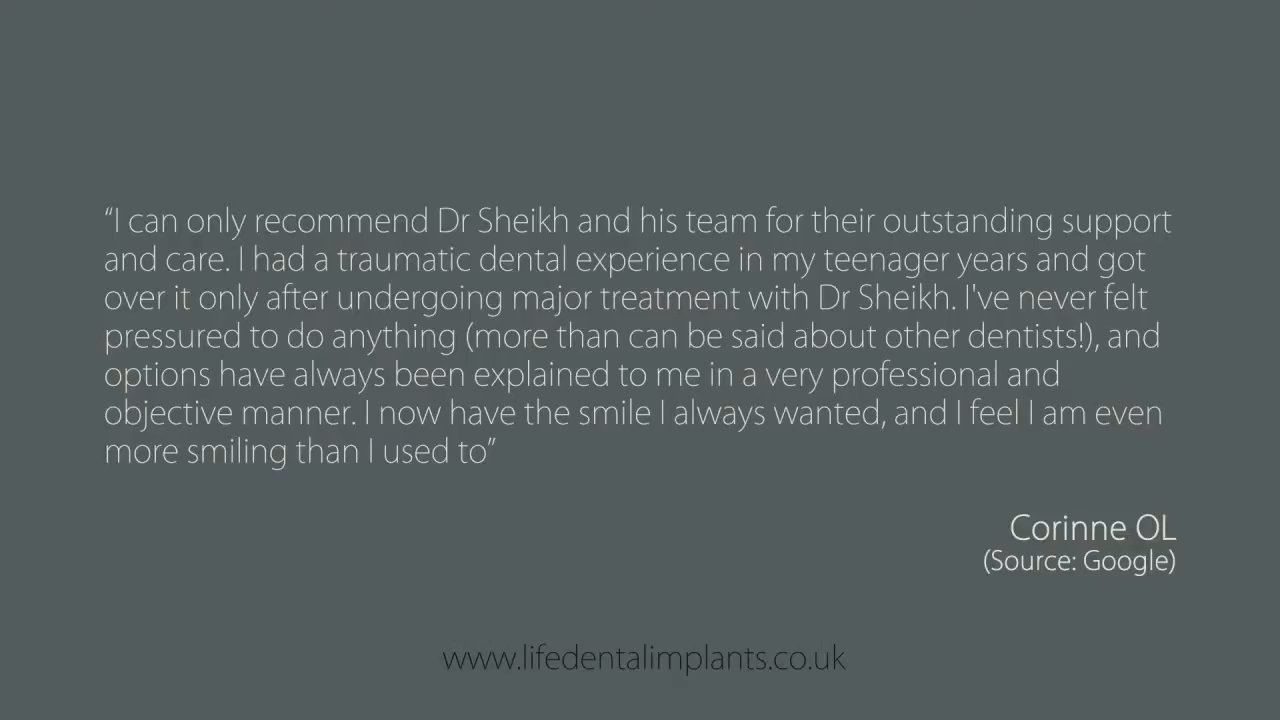 “I can only recommend Dr Sheikh and his team for their outstanding support
and care. I had a traumatic dental experience in my teenager years and got
over it only after undergoing major treatment with Dr Sheikh. I've never felt
pressured to do anything (more than can be said about other dentists!), and
options have always been explained to me in a very professional and
objective manner. I now have the smile I always wanted, and I feel I am even
more smiling than I used to”
Corinne OL
(Source: Google)
www.lifedentalimplants.co.uk